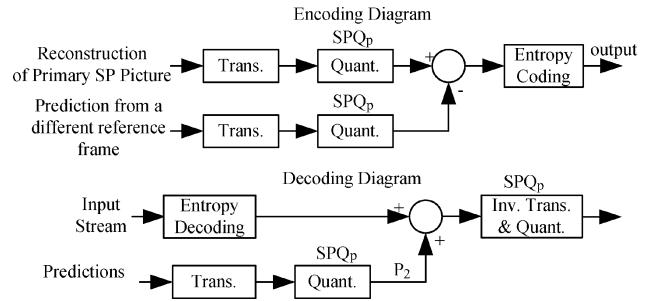 Encoding Diagram
Reconstruction
of Primary SP Picture
Trans.
SPQp
Quant.
+
-
Entropy
Coding
output
Prediction from a
different reference
frame
Trans.
SPQp
Quant.
Decoding Diagram
Input
Stream
Entropy
Decoding
+
+
SPQp
Inv. Trans.
& Quant.
Predictions
Trans.
SPQp
Quant.
P2